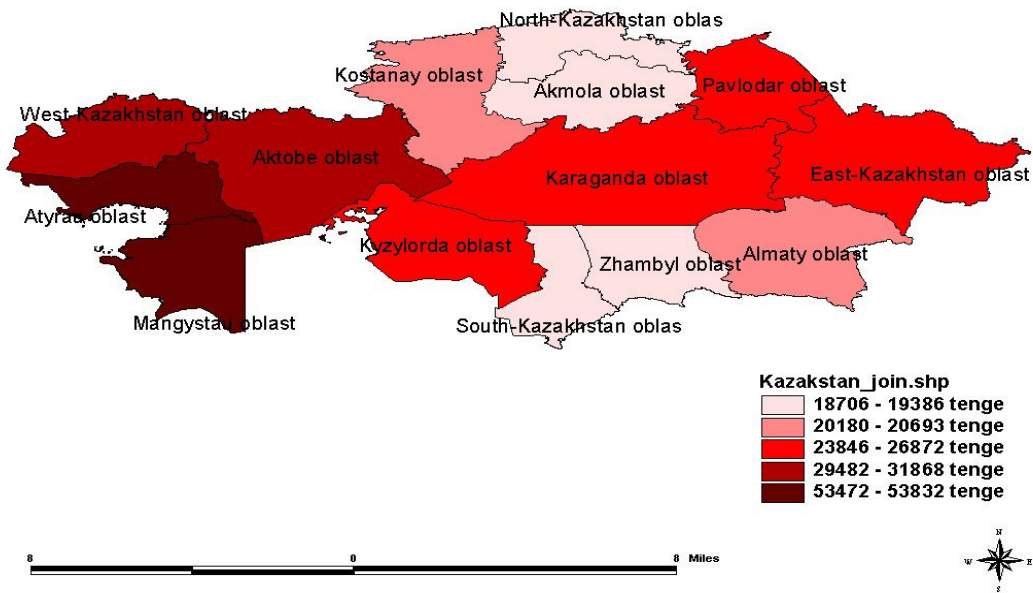 North-Kazakhstan oblas
Kostanay oblast
Akmola oblast
Pavlodar oblast
West-Kazakhstan oblast
Aktobe oblast
Karaganda oblast
East-Kazakhstan oblast
Atyrau oblast
Kyzylorda oblast
Zhambyl oblast
Almaty oblast
Mangystau oblast
South-Kazakhstan oblas
Kazakstan_join.shp
18706 - 19386 tenge
20180 - 20693 tenge
23846 - 26872 tenge
29482 - 31868 tenge
53472 - 53832 tenge
8 0 8 Miles
N
W E
S